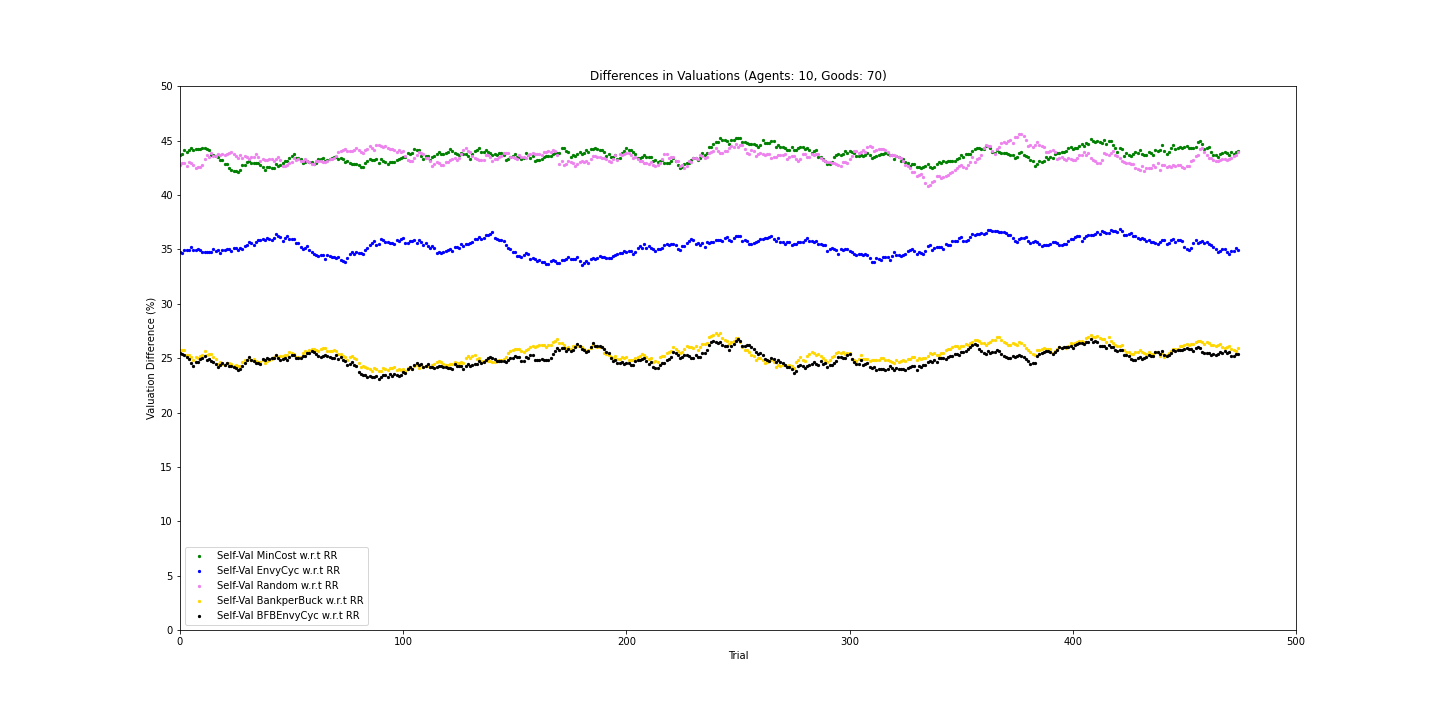 Differences in Valuations (Agents: 10, Goods: 70)
50
45
40
35
30
25
20
15
10
5
0
Valuation Difference (%)
Self-Val MinCost w.r.t RR
Self-Val EnvyCyc w.r.t RR
Self-Val Random w.r.t RR
Self-Val BankperBuck w.r.t RR
Self-Val BFBEnvyCyc w.r.t RR
0 100 200 300 400 500
Trial